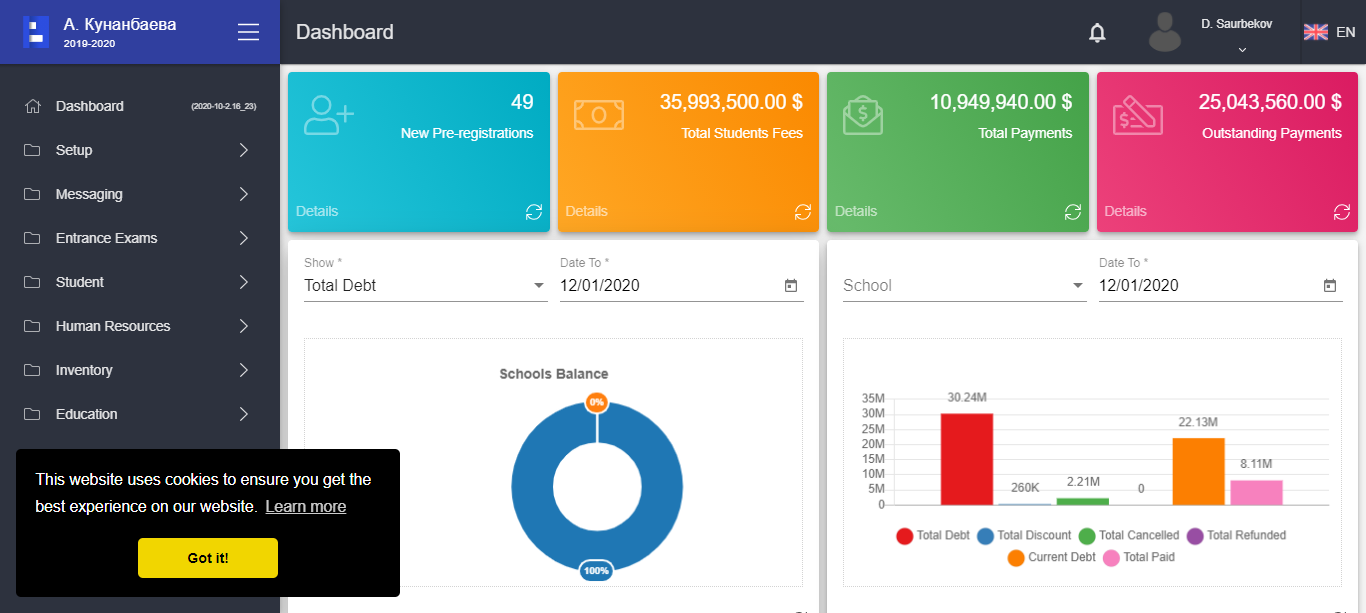 А. Кунанбаева
2019-2020
Dashboard
D. Saurbekov
EN
Dashboard
(2020-10-2.16_23)
Setup
Messaging
Entrance Exams
Student
Human Resources
Inventory
Education
49
New Pre-registrations
Details
35,993,500.00 $
Total Students Fees
Details
10,949,940.00 $
Total Payments
Details
25,043,560.00 $
Outstanding Payments
Details
Show *
Total Debt
Date To *
12/01/2020
Schools Balance
0%
100%
School
Date To *
12/01/2020
35M
30M
25M
20M
15M
10M
5M
0
30.24M
260K
2.21M
0
22.13M
8.11M
Total Debt
Total Discount
Total Cancelled
Total Refunded
Current Debt
Total Paid
This website uses cookies to ensure you get the
best experience on our website. Learn more
Got it!